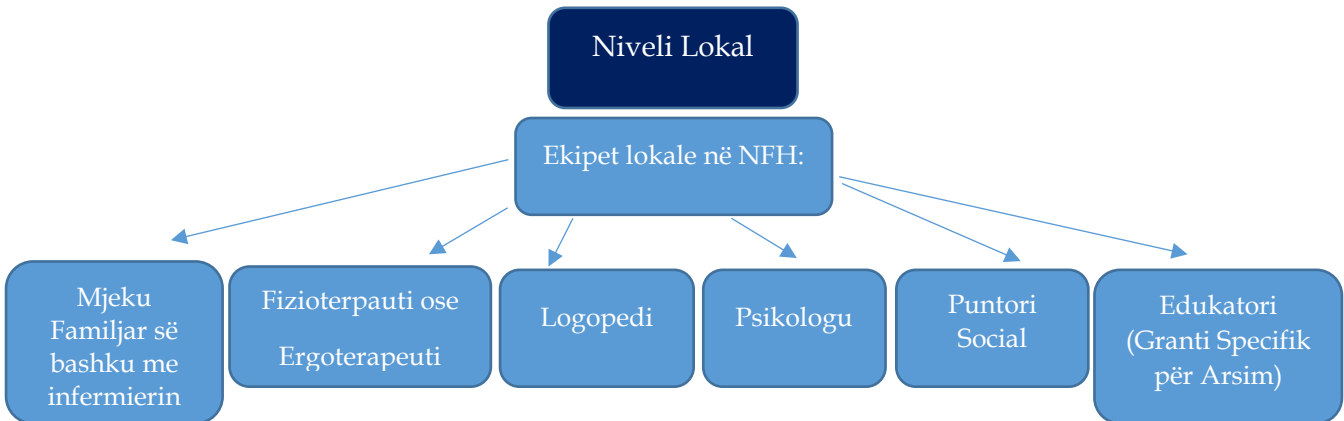 Niveli Lokal
Ekipet lokale në NFH:
Mjeku
Familjar së
bashku me
infermierin
Fizioterpauti ose
Ergoterapeuti
Logopedi
Psikologu
Puntori
Social
Edukatori
(Granti Specifik
për Arsim)